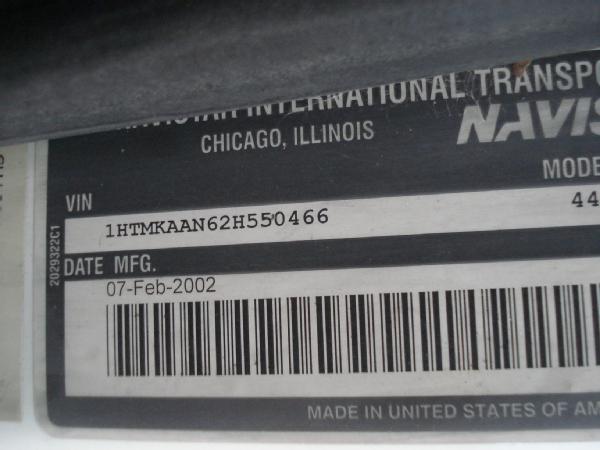 INTERNATIONAL TRANSPO
CHICAGO, ILLINOIS
NAVIS
VIN
MODE
1HTMKAAN62H550466
44
DATE MFG.
07-Feb-2002
2029322C1
MADE IN UNITED STATES OF AM